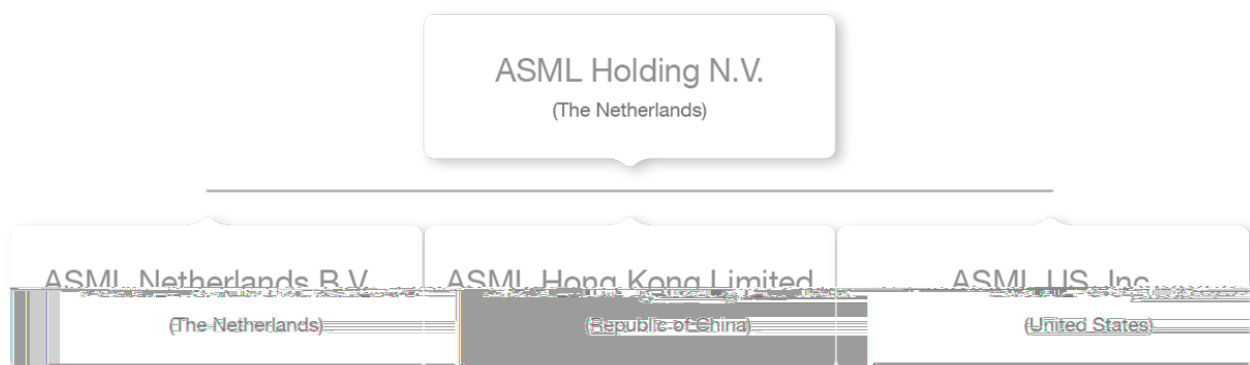 ASML Holding N.V.
(The Netherlands)
ASML Netherlands B.V.
ASML Hong Kong Limited
ASML US, Inc.
(The Netherlands)
(Republic of China)
(United States)